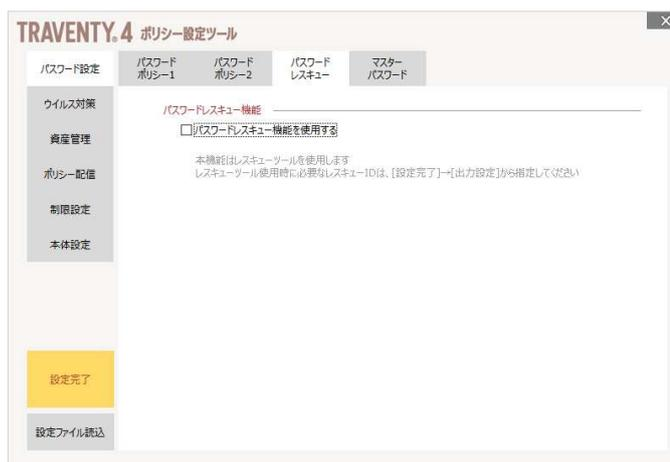 TRAVENTY. 4 ポリシー設定ツール
パスワード設定
パスワード
ポリシー1
パスワード
ポリシー2
パスワード
レスキュー
マスター
パスワード
ウイルス対策
資産管理
ポリシー配信
制限設定
本体設定
設定完了
設定ファイル読込
パスワードレスキュー機能
パスワードレスキュー機能を使用する
本機能はレスキューツールを使用します
レスキューツール使用時に必要なレスキューIDは、[設定完了]→[出力設定]から指定してください